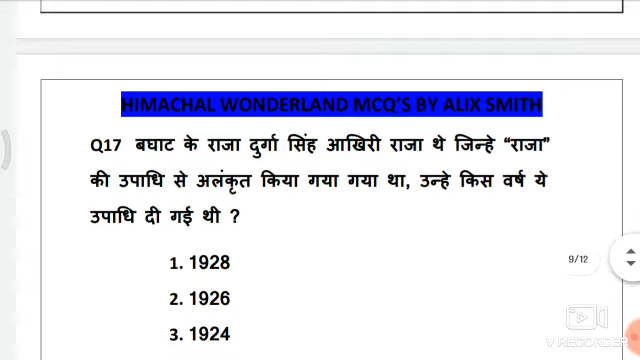 HIMACHAL WONDERLAND MCQ'S BY ALIX SMITH
Q17 बघाट के राजा दुर्गा सिंह आखिरी राजा थे जिन्हे “राजा”
की उपाधि से अलंकृत किया गया गया था, उन्हे किस वर्ष ये
उपाधि दी गई थी ?
1. 1928
9/12
2. 1926
V RECORDER
3. 1924